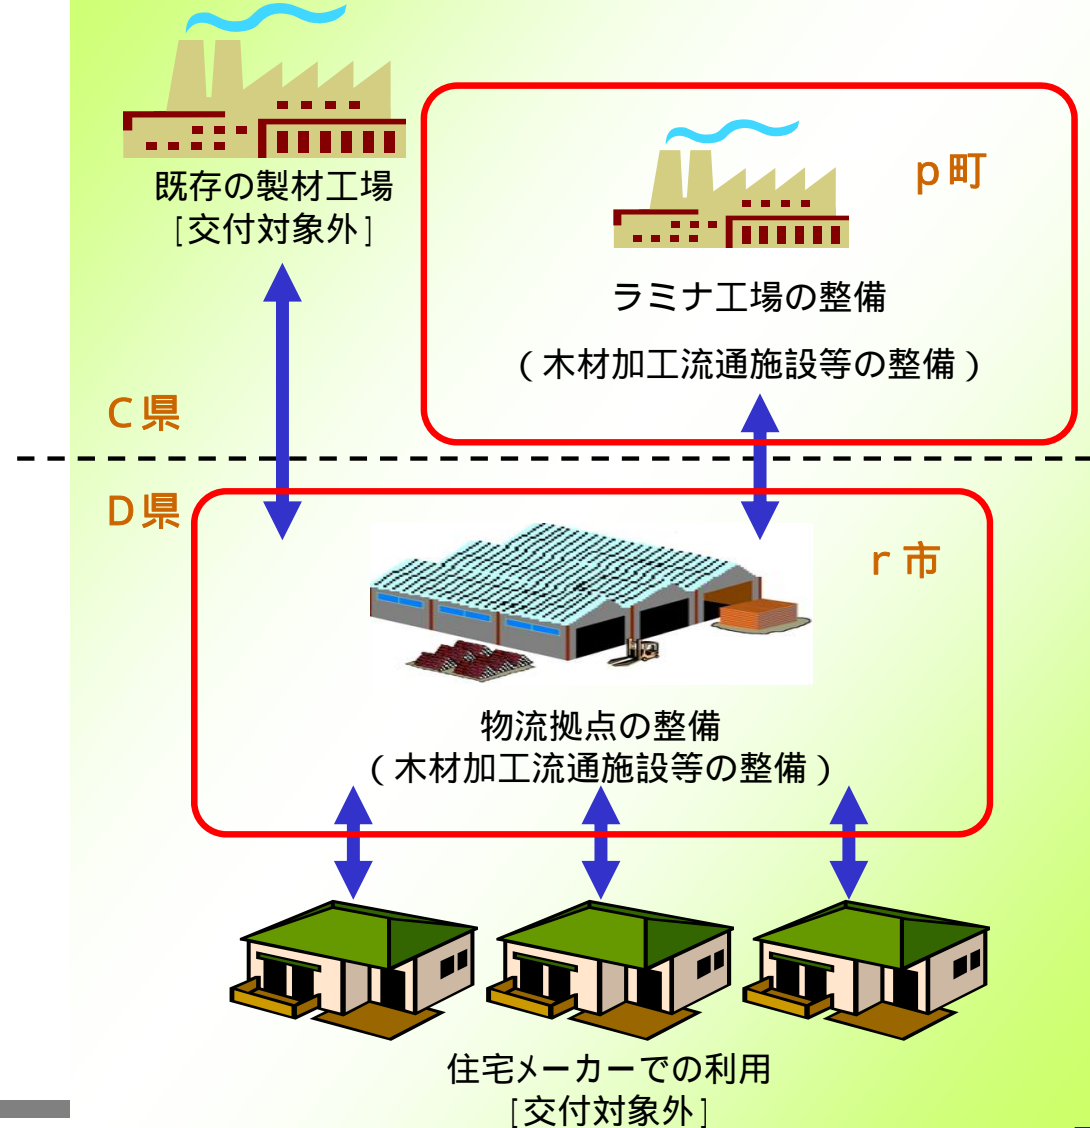 既存の製材工場
[交付対象外]
p町
ラミナ工場の整備
(木材加工流通施設等の整備)
C県
D県
r市
物流拠点の整備
(木材加工流通施設等の整備)
住宅メーカーでの利用
[交付対象外]